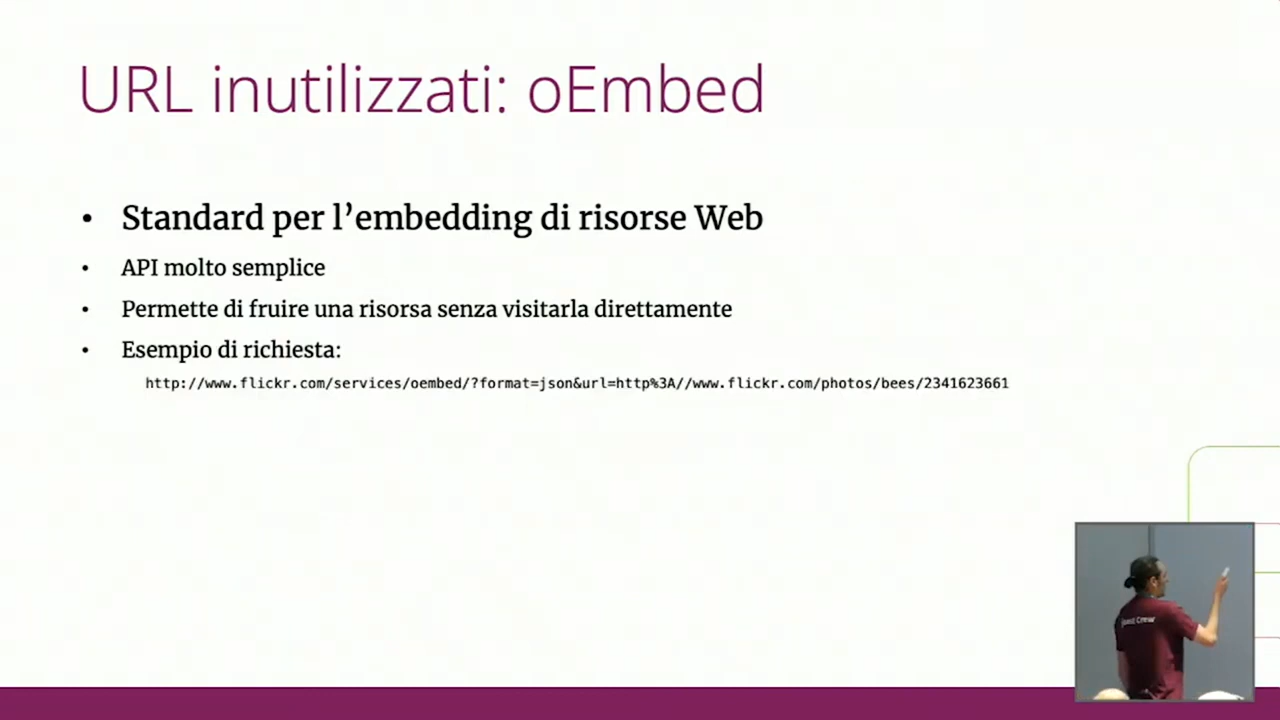 URL inutilizzati: oEmbed
• Standard per l’embedding di risorse Web
• API molto semplice
• Permette di fruire una risorsa senza visitarla direttamente
• Esempio di richiesta:
http://www.flickr.com/services/oembed/?format=json&url=http%3A//www.flickr.com/photos/bees/2341623661
Crew